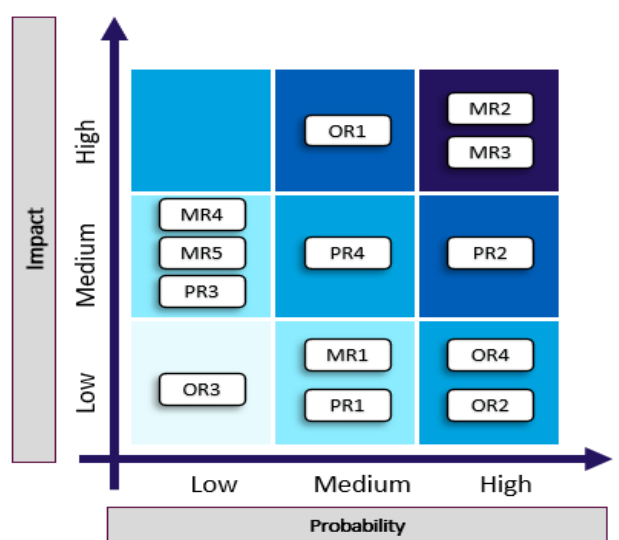 Impact
High
Medium
Low
OR1
MR2
MR3
MR4
MR5
PR3
PR4
PR2
OR3
MR1
PR1
OR4
OR2
Low
Medium
High
Probability